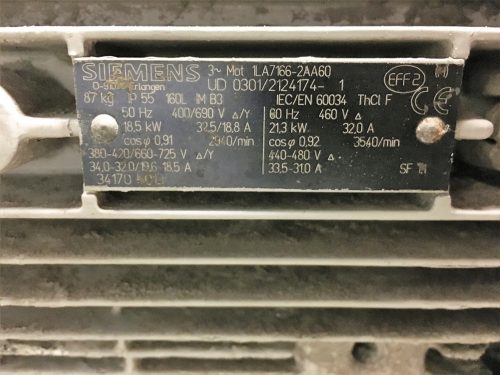 SIEMENS 3~ Mot 1LA7166-2AA60
UD 0301/2124174- 1
EFF2
87 kg IP 55 160L IM B3 IEC/EN 60034 ThCl F
CE
50 Hz 400/690 V Δ/Y 60 Hz 460 V Δ
18.5 kW 32.5/18.8 A 21.3 kW 32.0 A
cosφ 0.91 2940/min cosφ 0.92 3540/min
380-420/660-725 V Δ/Y 440-480 V Δ
34.0-32.0/19.6-18.5 A 33.5-31.0 A SF
34170